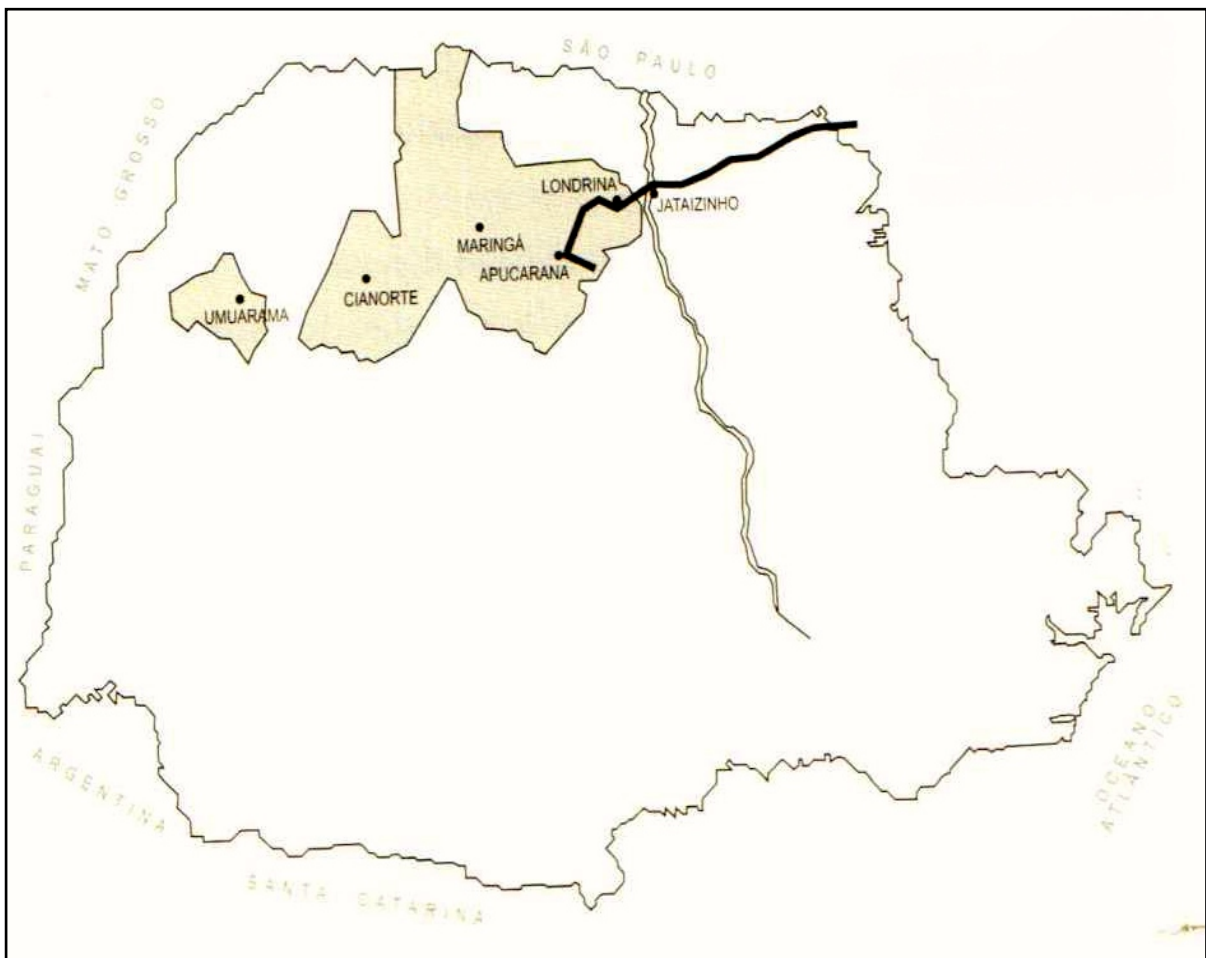 SÃO PAULO
MATO GROSSO
LONDRINA
JATAIZINHO
MARINGÁ
APUCARANA
CIANORTE
UMUARAMA
PARAGUAI
OCEANO
ATLÂNTICO
ARGENTINA
SANTA CATARINA